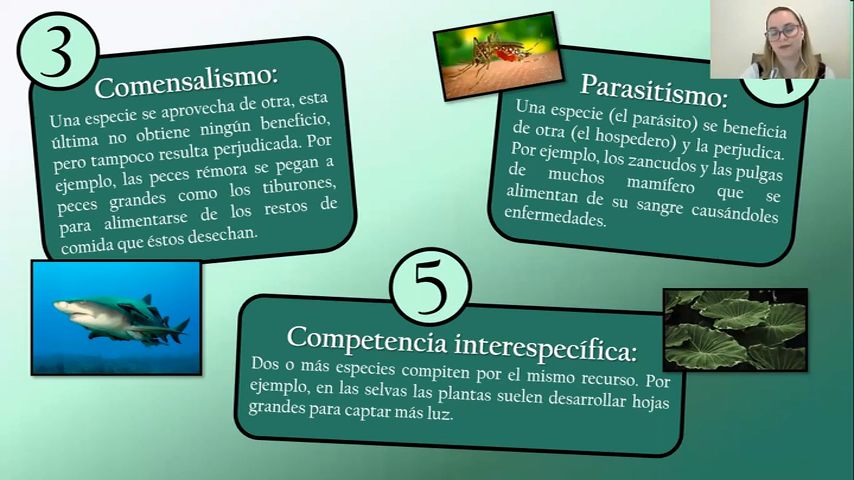 3
Comensalismo:
Una especie se aprovecha de otra, esta
última no obtiene ningún beneficio,
pero tampoco resulta perjudicada. Por
ejemplo, las peces rémora se pegan a
peces grandes como los tiburones,
para alimentarse de los restos de
comida que éstos desechan.
Parasitismo:
Una especie (el parásito) se beneficia
de otra (el hospedero) y la perjudica.
Por ejemplo, los zancudos y las pulgas
de muchos mamífero que se
alimentan de su sangre causándoles
enfermedades.
5
Competencia interespecífica:
Dos o más especies compiten por el mismo recurso. Por
ejemplo, en las selvas las plantas suelen desarrollar hojas
grandes para captar más luz.